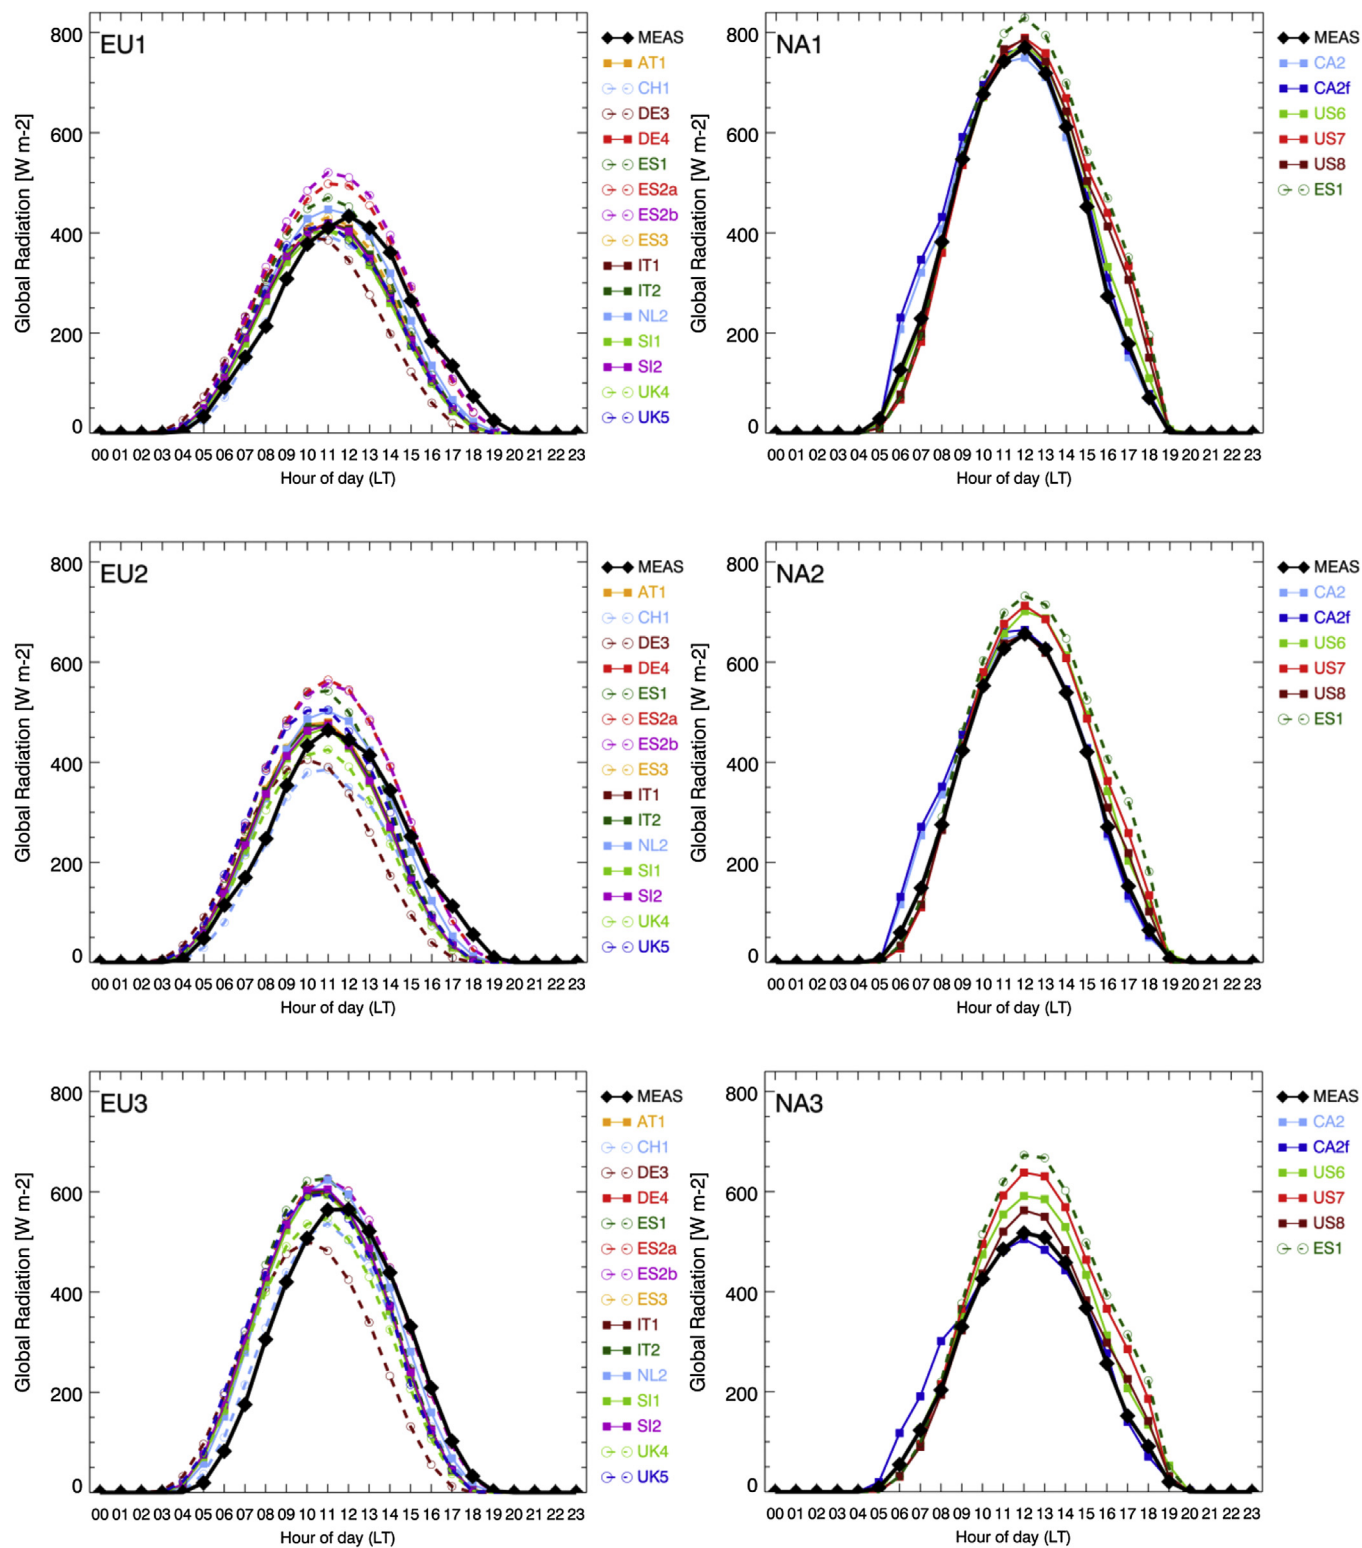 EU1
Global Radiation [W m-2]
800
600
400
200
0
00 01 02 03 04 05 06 07 08 09 10 11 12 13 14 15 16 17 18 19 20 21 22 23
Hour of day (LT)
MEAS
AT1
CH1
DE3
DE4
ES1
ES2a
ES2b
ES3
IT1
IT2
NL2
SI1
SI2
UK4
UK5
NA1
Global Radiation [W m-2]
800
600
400
200
0
00 01 02 03 04 05 06 07 08 09 10 11 12 13 14 15 16 17 18 19 20 21 22 23
Hour of day (LT)
MEAS
CA2
CA2f
US6
US7
US8
ES1
EU2
Global Radiation [W m-2]
800
600
400
200
0
00 01 02 03 04 05 06 07 08 09 10 11 12 13 14 15 16 17 18 19 20 21 22 23
Hour of day (LT)
MEAS
AT1
CH1
DE3
DE4
ES1
ES2a
ES2b
ES3
IT1
IT2
NL2
SI1
SI2
UK4
UK5
NA2
Global Radiation [W m-2]
800
600
400
200
0
00 01 02 03 04 05 06 07 08 09 10 11 12 13 14 15 16 17 18 19 20 21 22 23
Hour of day (LT)
MEAS
CA2
CA2f
US6
US7
US8
ES1
EU3
Global Radiation [W m-2]
800
600
400
200
0
00 01 02 03 04 05 06 07 08 09 10 11 12 13 14 15 16 17 18 19 20 21 22 23
Hour of day (LT)
MEAS
AT1
CH1
DE3
DE4
ES1
ES2a
ES2b
ES3
IT1
IT2
NL2
SI1
SI2
UK4
UK5
NA3
Global Radiation [W m-2]
800
600
400
200
0
00 01 02 03 04 05 06 07 08 09 10 11 12 13 14 15 16 17 18 19 20 21 22 23
Hour of day (LT)
MEAS
CA2
CA2f
US6
US7
US8
ES1